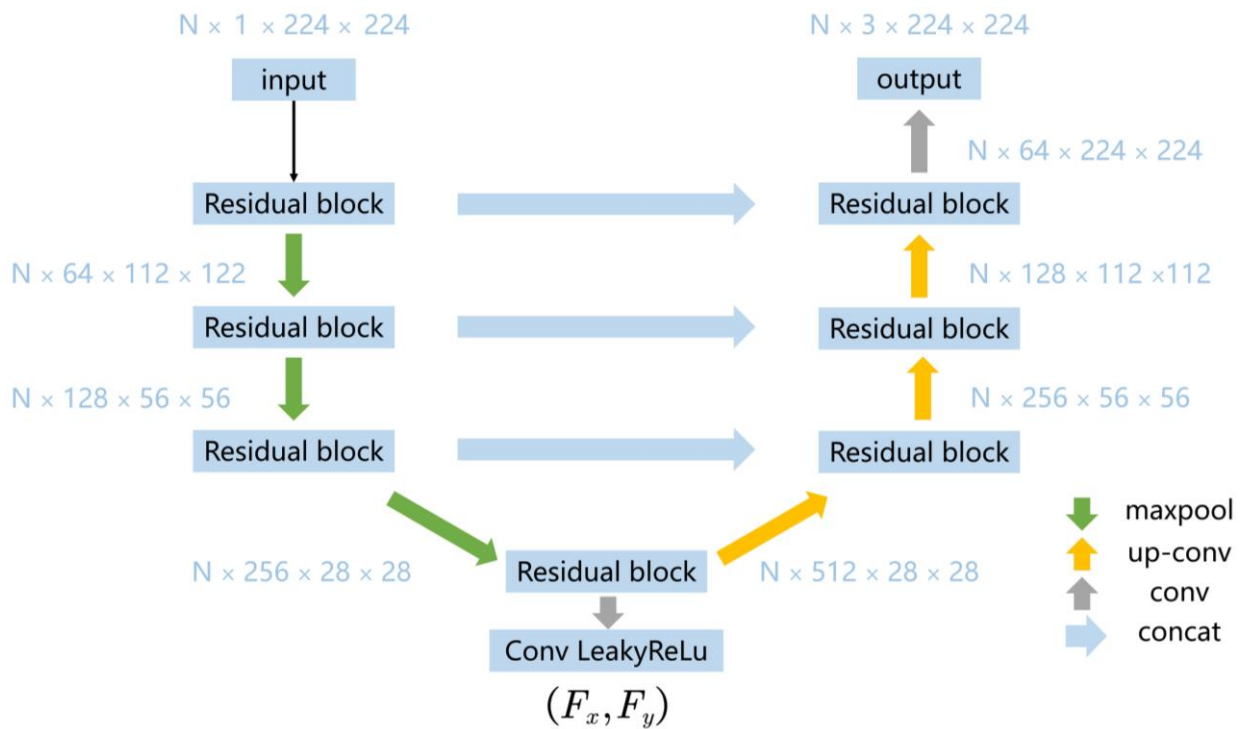 N × 1 × 224 × 224
N × 3 × 224 × 224
input
output
N × 64 × 224 × 224
Residual block
Residual block
N × 64 × 112 × 122
N × 128 × 112 ×112
Residual block
Residual block
N × 128 × 56 × 56
N × 256 × 56 × 56
Residual block
Residual block
maxpool
up-conv
conv
concat
N × 256 × 28 × 28
Residual block
N × 512 × 28 × 28
Conv LeakyReLu
(F_x, F_y)